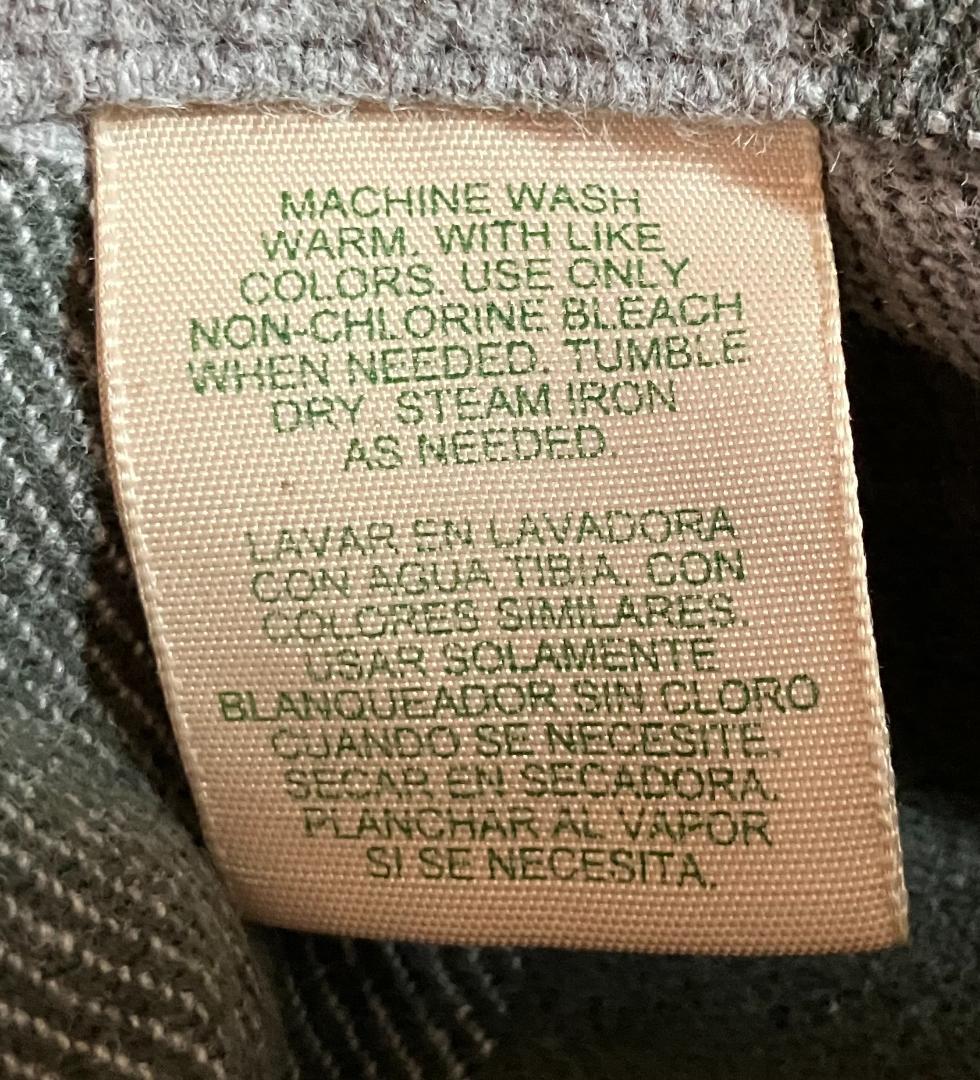 MACHINE WASH
WARM. WITH LIKE
COLORS. USE ONLY
NON-CHLORINE BLEACH
WHEN NEEDED. TUMBLE
DRY. STEAM IRON
AS NEEDED.
LAVAR EN LAVADORA
CON AGUA TIBIA. CON
COLORES SIMILARES.
USAR SOLAMENTE
BLANQUEADOR SIN CLORO
CUANDO SE NECESITE.
SECAR EN SECADORA.
PLANCHAR AL VAPOR
SI SE NECESITA.